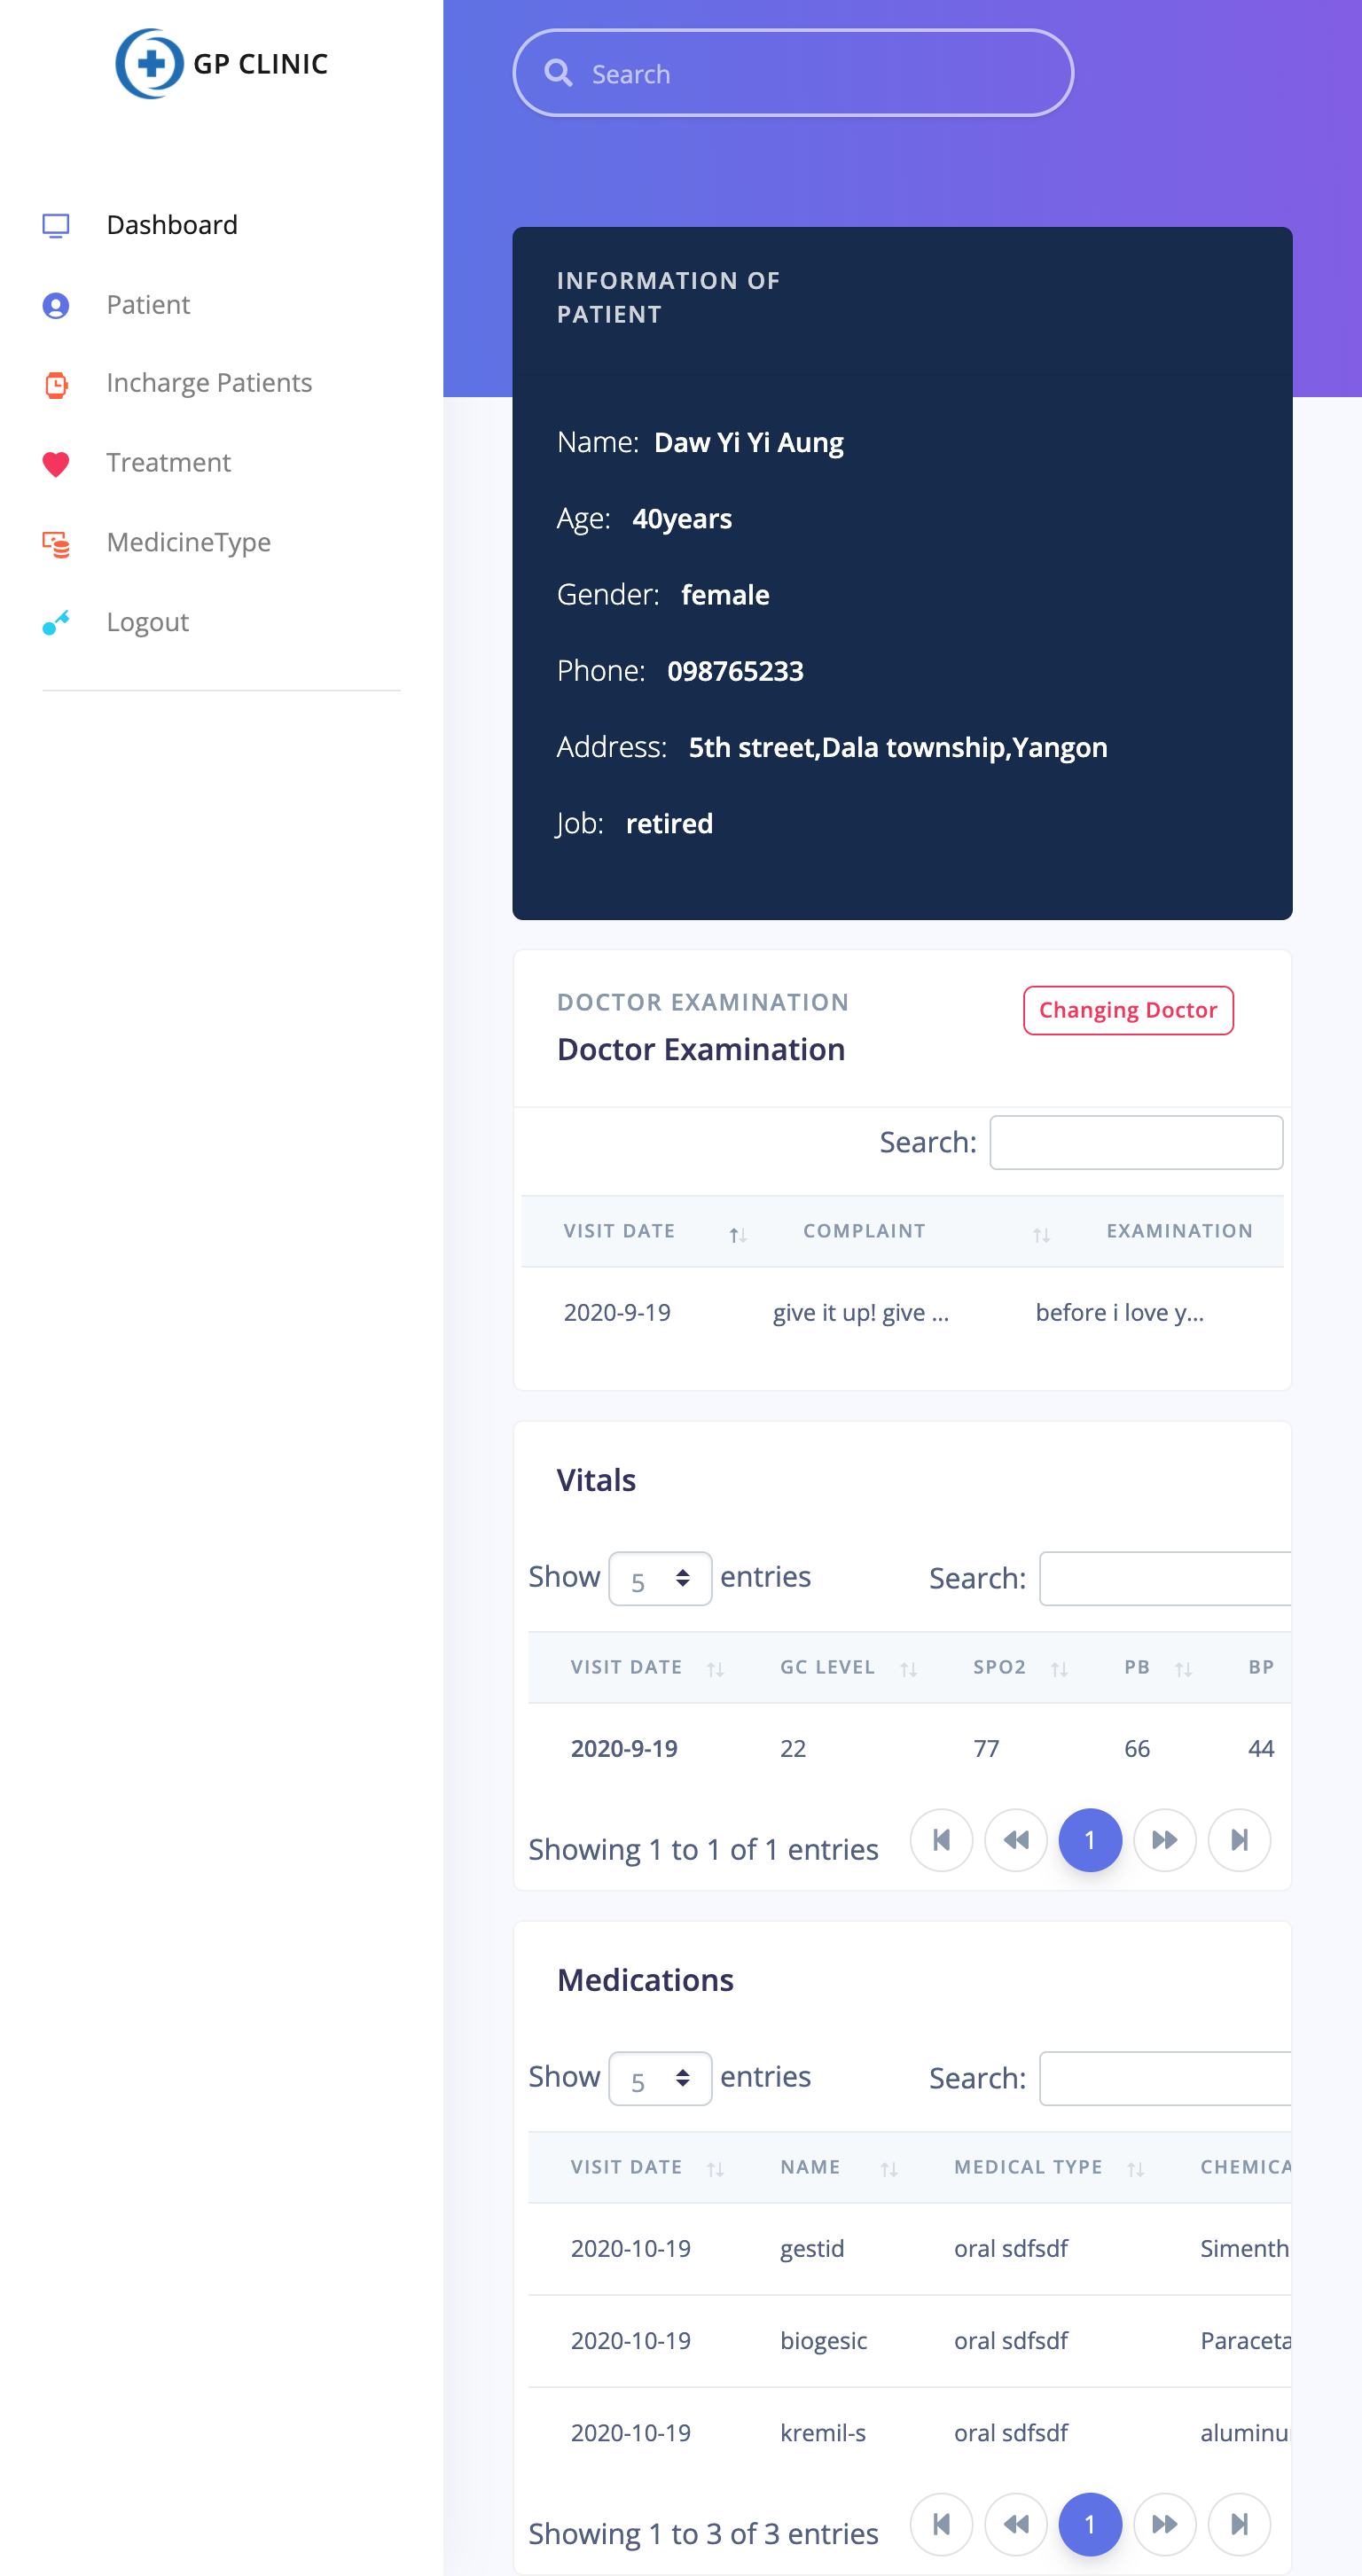 GP CLINIC
Search
Dashboard
Patient
Incharge Patients
Treatment
MedicineType
Logout
INFORMATION OF
PATIENT
Name: Daw Yi Yi Aung
Age: 40years
Gender: female
Phone: 098765233
Address: 5th street,Dala township,Yangon
Job: retired
DOCTOR EXAMINATION
Changing Doctor
Doctor Examination
Search:
VISIT DATE COMPLAINT EXAMINATION
2020-9-19 give it up! give ... before i love y...
Vitals
Show 5 entries Search:
VISIT DATE GC LEVEL SPO2 PB BP
2020-9-19 22 77 66 44
Showing 1 to 1 of 1 entries 1
Medications
Show 5 entries Search:
VISIT DATE NAME MEDICAL TYPE CHEMICA
2020-10-19 gestid oral sdfsdf Simenth
2020-10-19 biogesic oral sdfsdf Paraceta
2020-10-19 kremil-s oral sdfsdf aluminu
Showing 1 to 3 of 3 entries 1